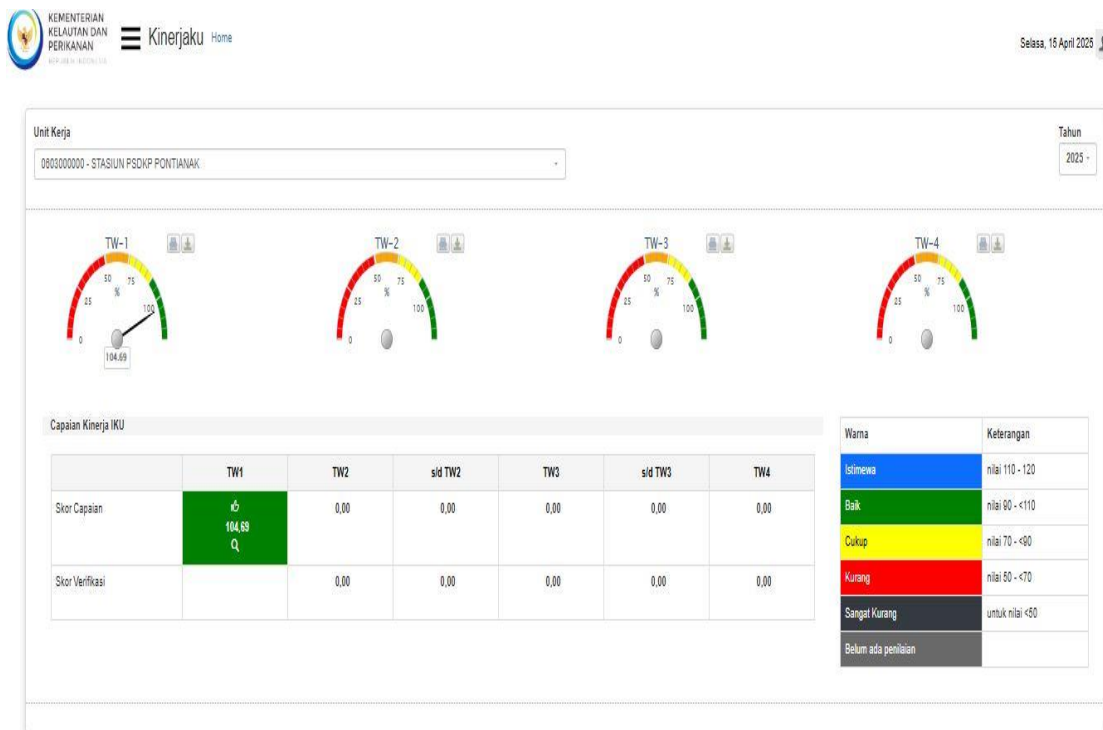 KEMENTERIAN
KELAUTAN DAN
PERIKANAN
REPUBLIK INDONESIA
Kinerjaku Home
Selasa, 15 April 2025
Unit Kerja
Tahun
0603000000 - STASIUN PSDKP PONTIANAK
2025
TW-1
0 25 50 75 100
%
104.69
TW-2
0 25 50 75 100
%
TW-3
0 25 50 75 100
%
TW-4
0 25 50 75 100
%
Capaian Kinerja IKU
TW1 TW2 s/d TW2 TW3 s/d TW3 TW4
Skor Capaian 104,69 0,00 0,00 0,00 0,00 0,00
Skor Verifikasi 0,00 0,00 0,00 0,00 0,00
Warna Keterangan
Istimewa nilai 110 - 120
Baik nilai 90 - <110
Cukup nilai 70 - <90
Kurang nilai 50 - <70
Sangat Kurang untuk nilai <50
Belum ada penilaian